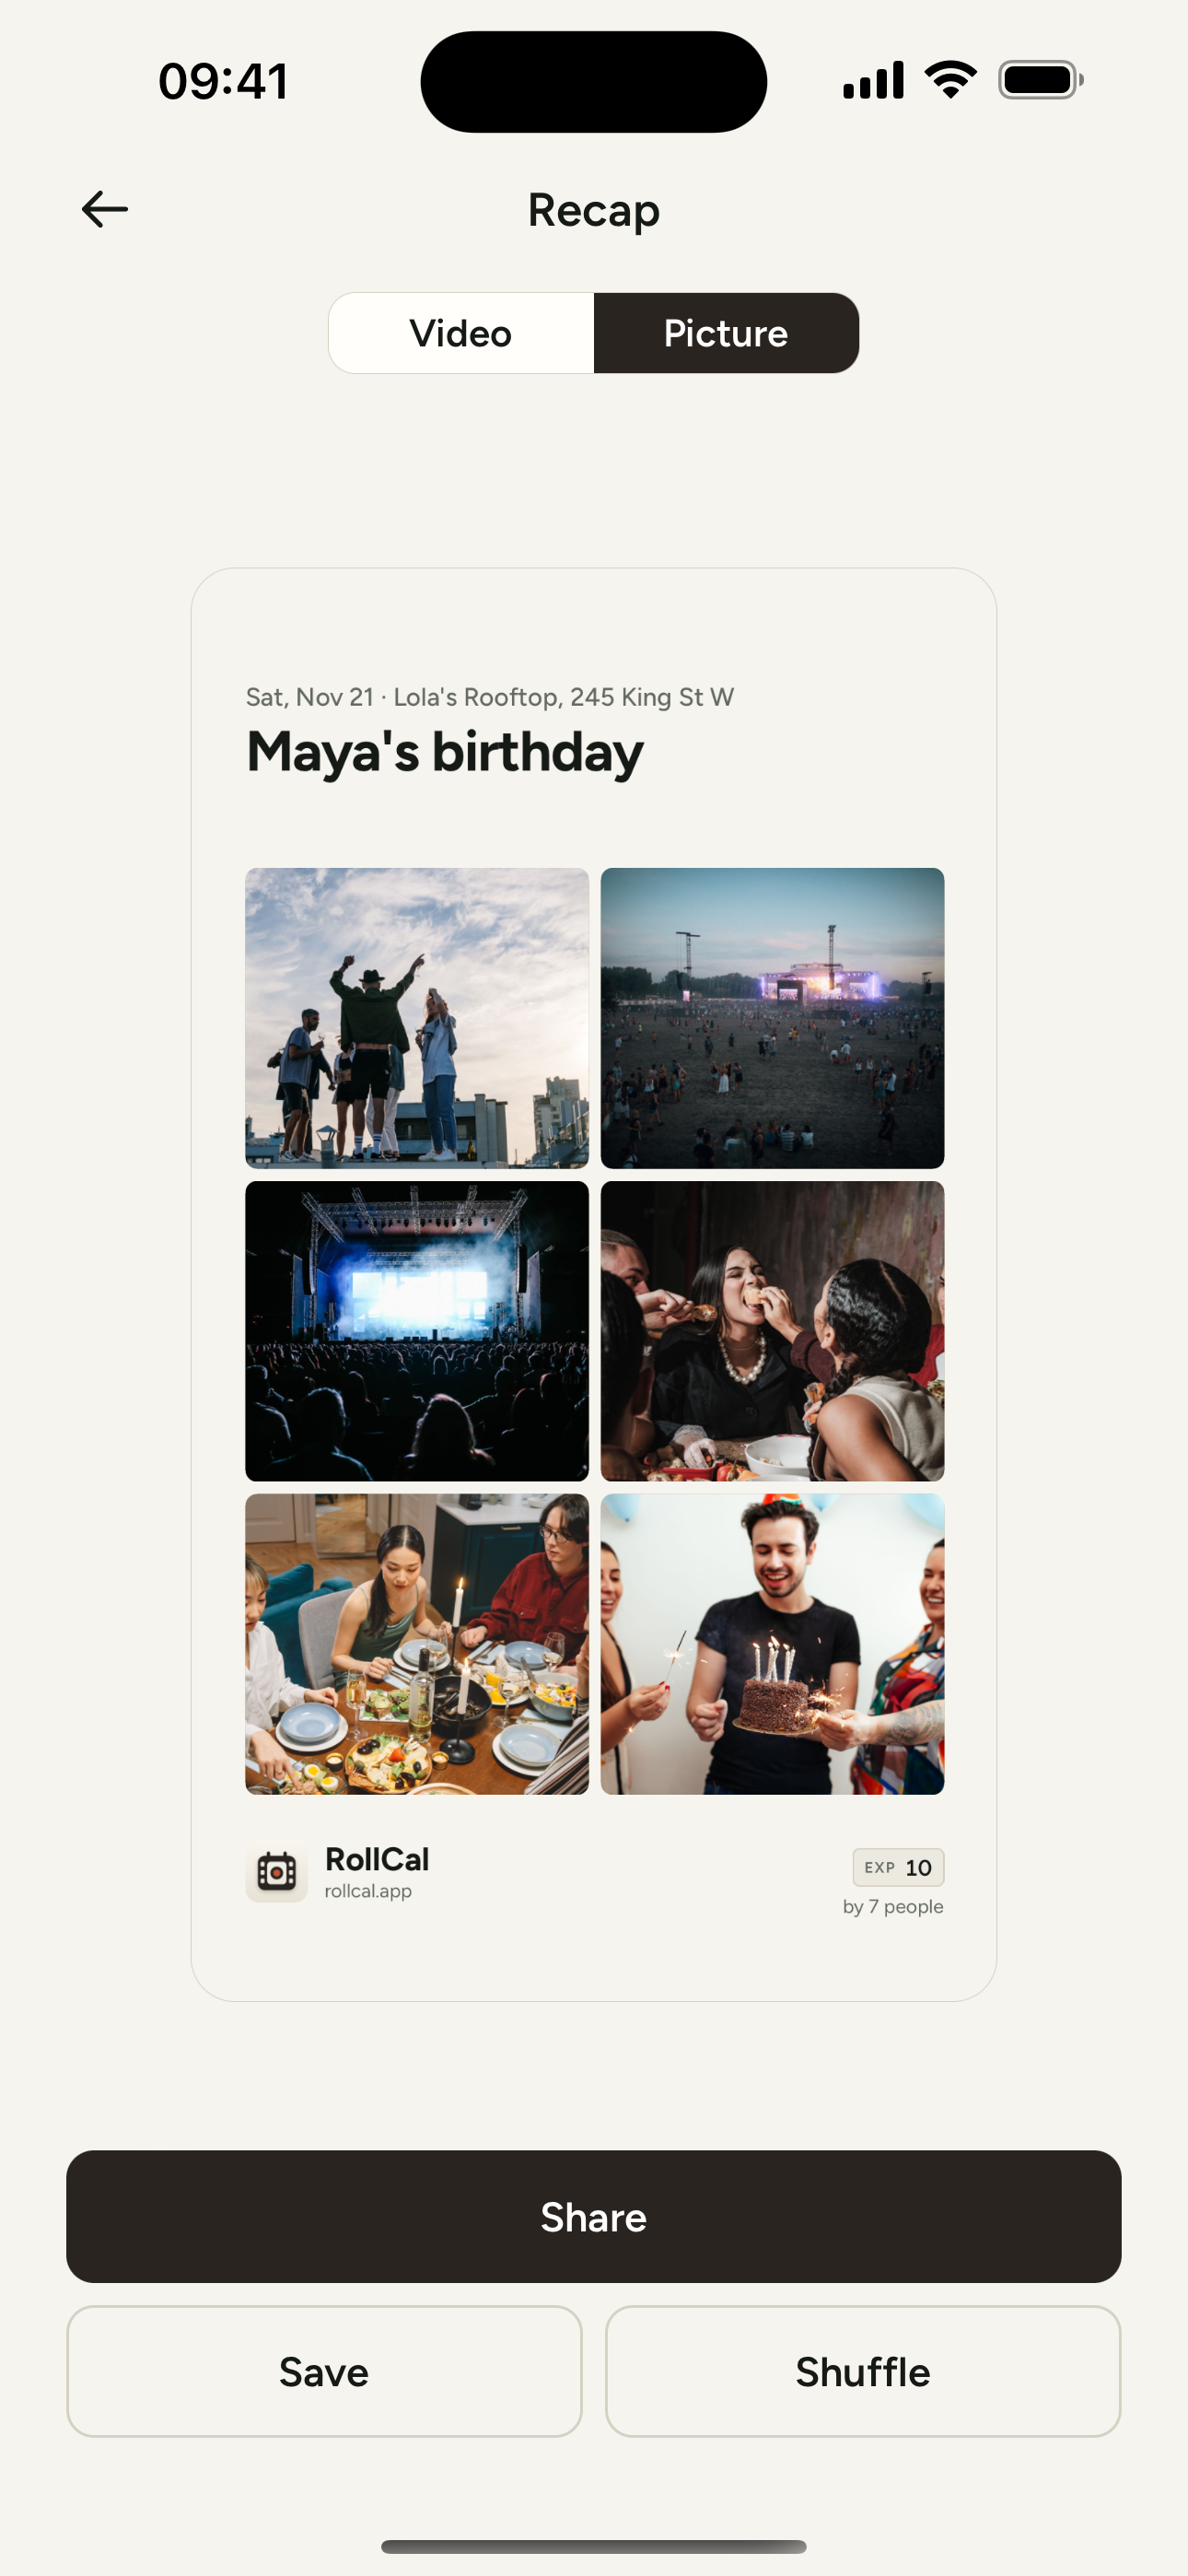 09:41
Recap
Video
Picture
Sat, Nov 21 · Lola's Rooftop, 245 King St W
Maya's birthday
RollCal
rollcal.app
EXP 10
by 7 people
Share
Save
Shuffle